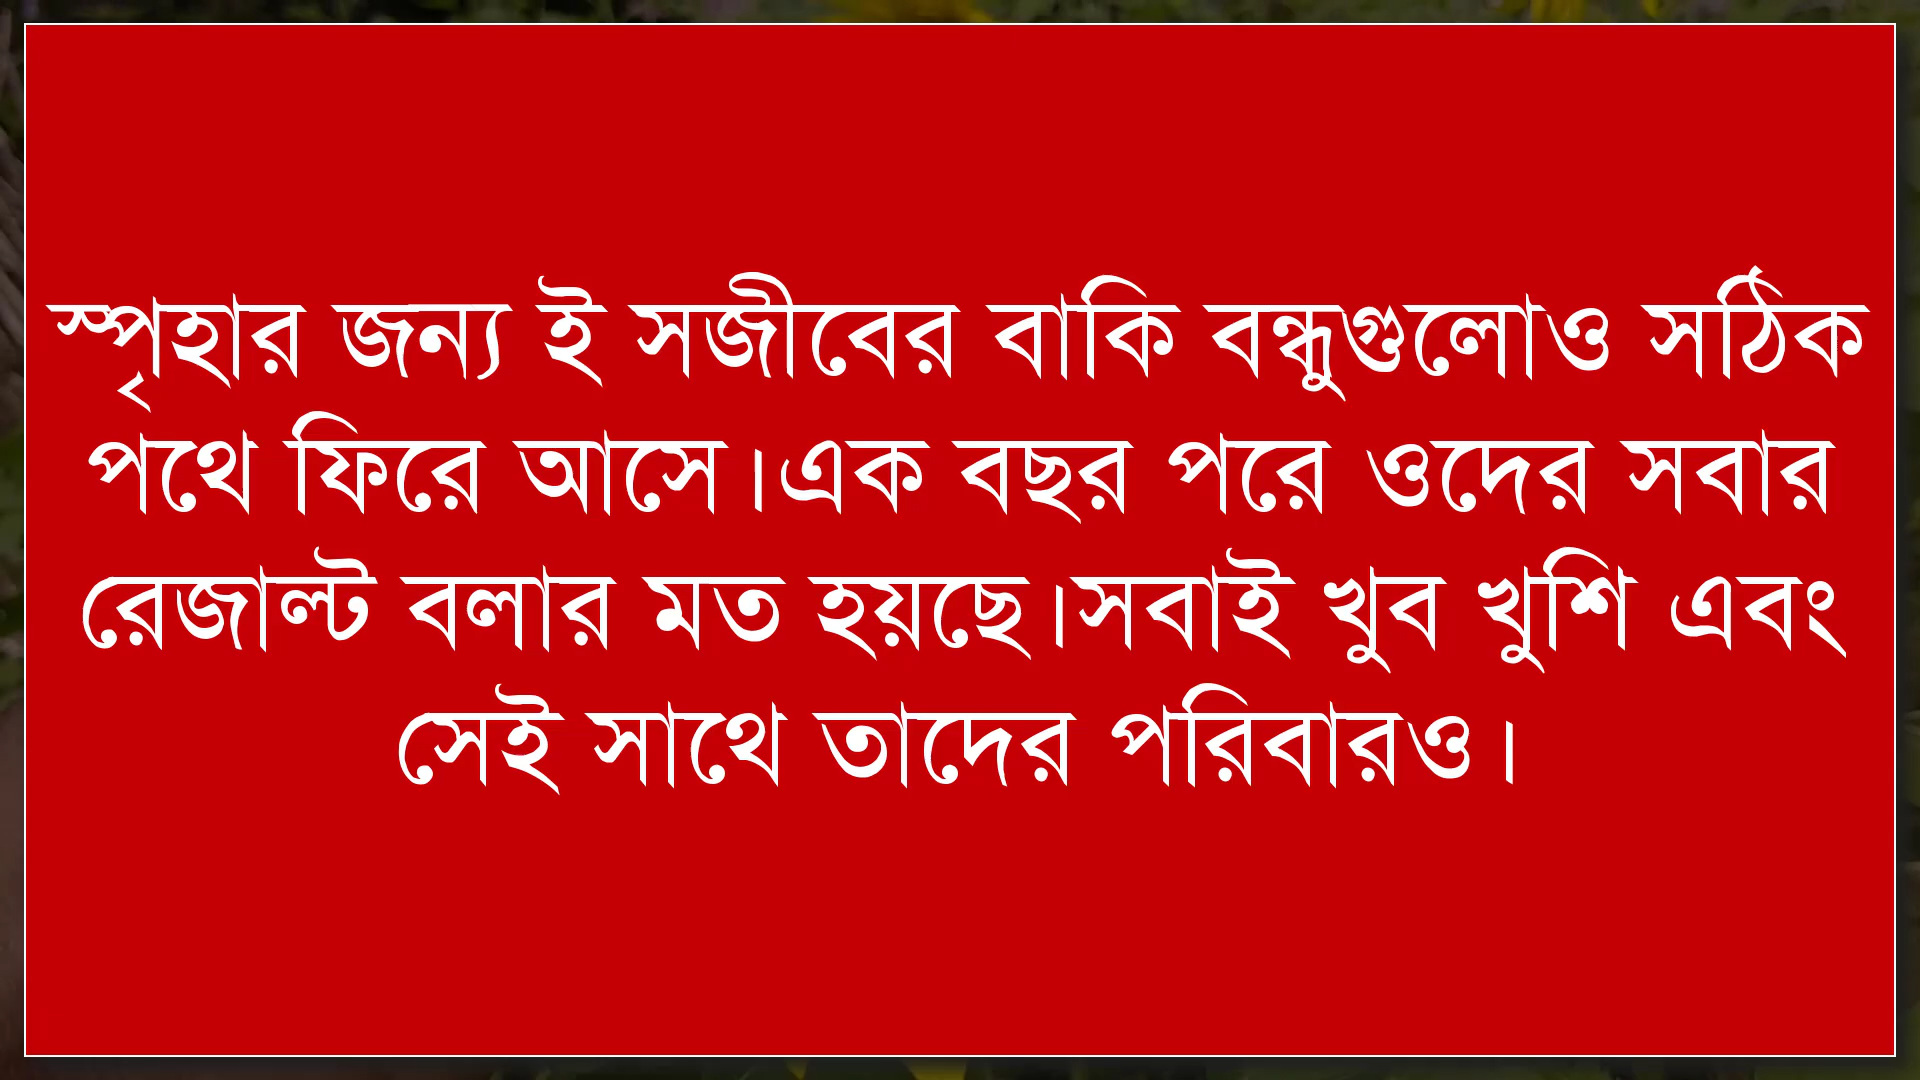 স্পৃহার জন্য ই সজীবের বাকি বন্ধুগুলোও সঠিক
পথে ফিরে আসে।এক বছর পরে ওদের সবার
রেজাল্ট বলার মত হয়ছে।সবাই খুব খুশি এবং
সেই সাথে তাদের পরিবারও।